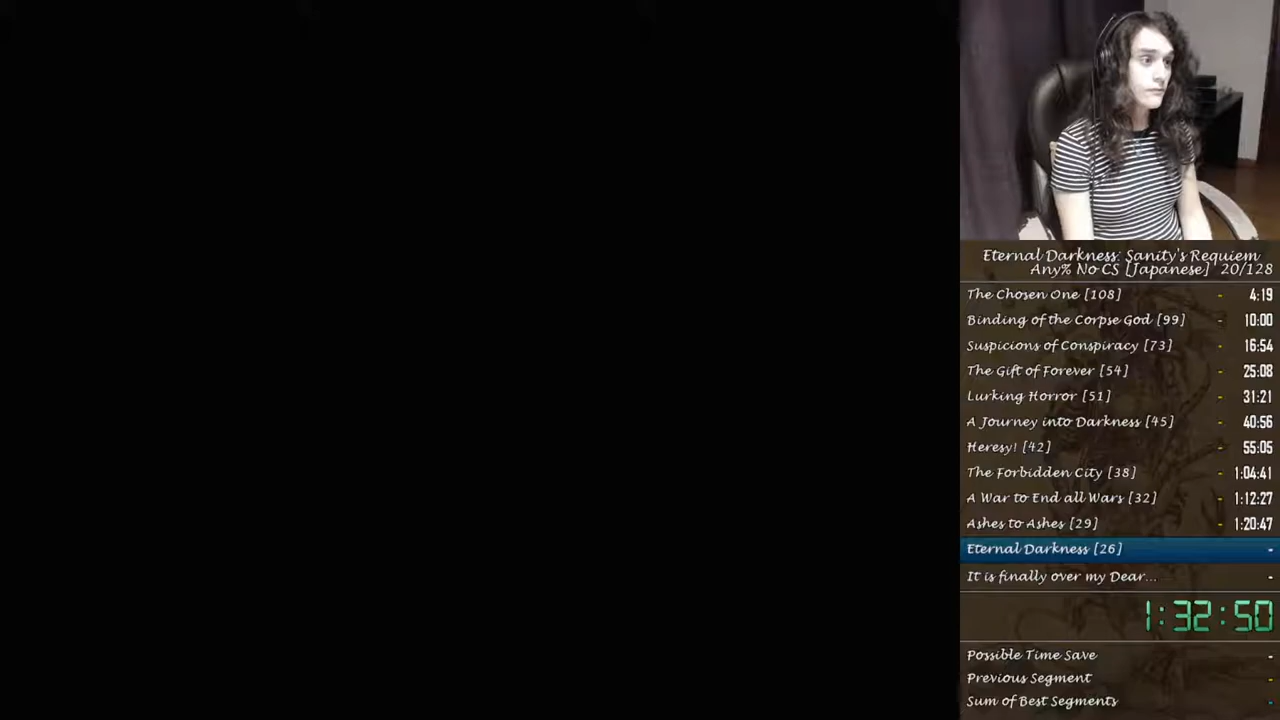 Eternal Darkness: Sanity's Requiem
Any% No CS [Japanese] 20/128
The Chosen One [108] - 4:19
Binding of the Corpse God [99] - 10:00
Suspicions of Conspiracy [73] - 16:54
The Gift of Forever [54] - 25:08
Lurking Horror [51] - 31:21
A Journey into Darkness [45] - 40:56
Heresy! [42] - 55:05
The Forbidden City [38] - 1:04:41
A War to End all Wars [32] - 1:12:27
Ashes to Ashes [29] - 1:20:47
Eternal Darkness [26] -
It is finally over my Dear... -
1:32:50
Possible Time Save -
Previous Segment -
Sum of Best Segments -